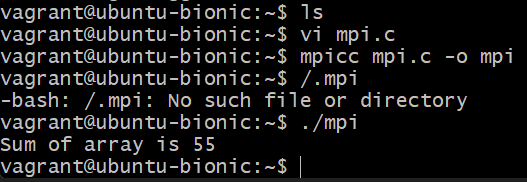 vagrant@ubuntu-bionic:~$ ls
vagrant@ubuntu-bionic:~$ vi mpi.c
vagrant@ubuntu-bionic:~$ mpicc mpi.c -o mpi
vagrant@ubuntu-bionic:~$ /.mpi
-bash: /.mpi: No such file or directory
vagrant@ubuntu-bionic:~$ ./mpi
Sum of array is 55
vagrant@ubuntu-bionic:~$